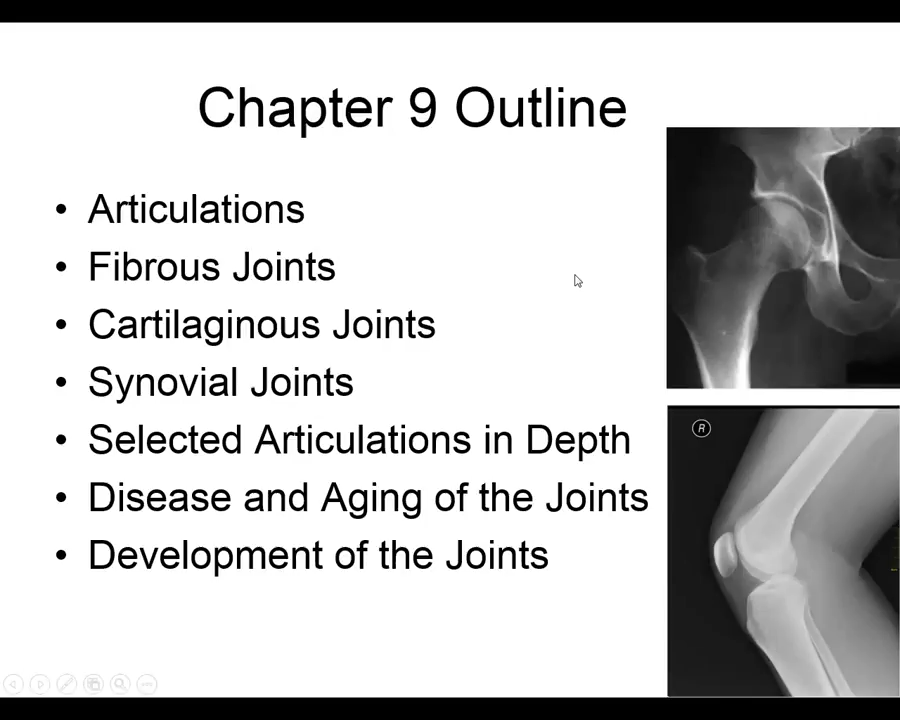 Chapter 9 Outline
• Articulations
• Fibrous Joints
• Cartilaginous Joints
• Synovial Joints
• Selected Articulations in Depth
• Disease and Aging of the Joints
• Development of the Joints
R